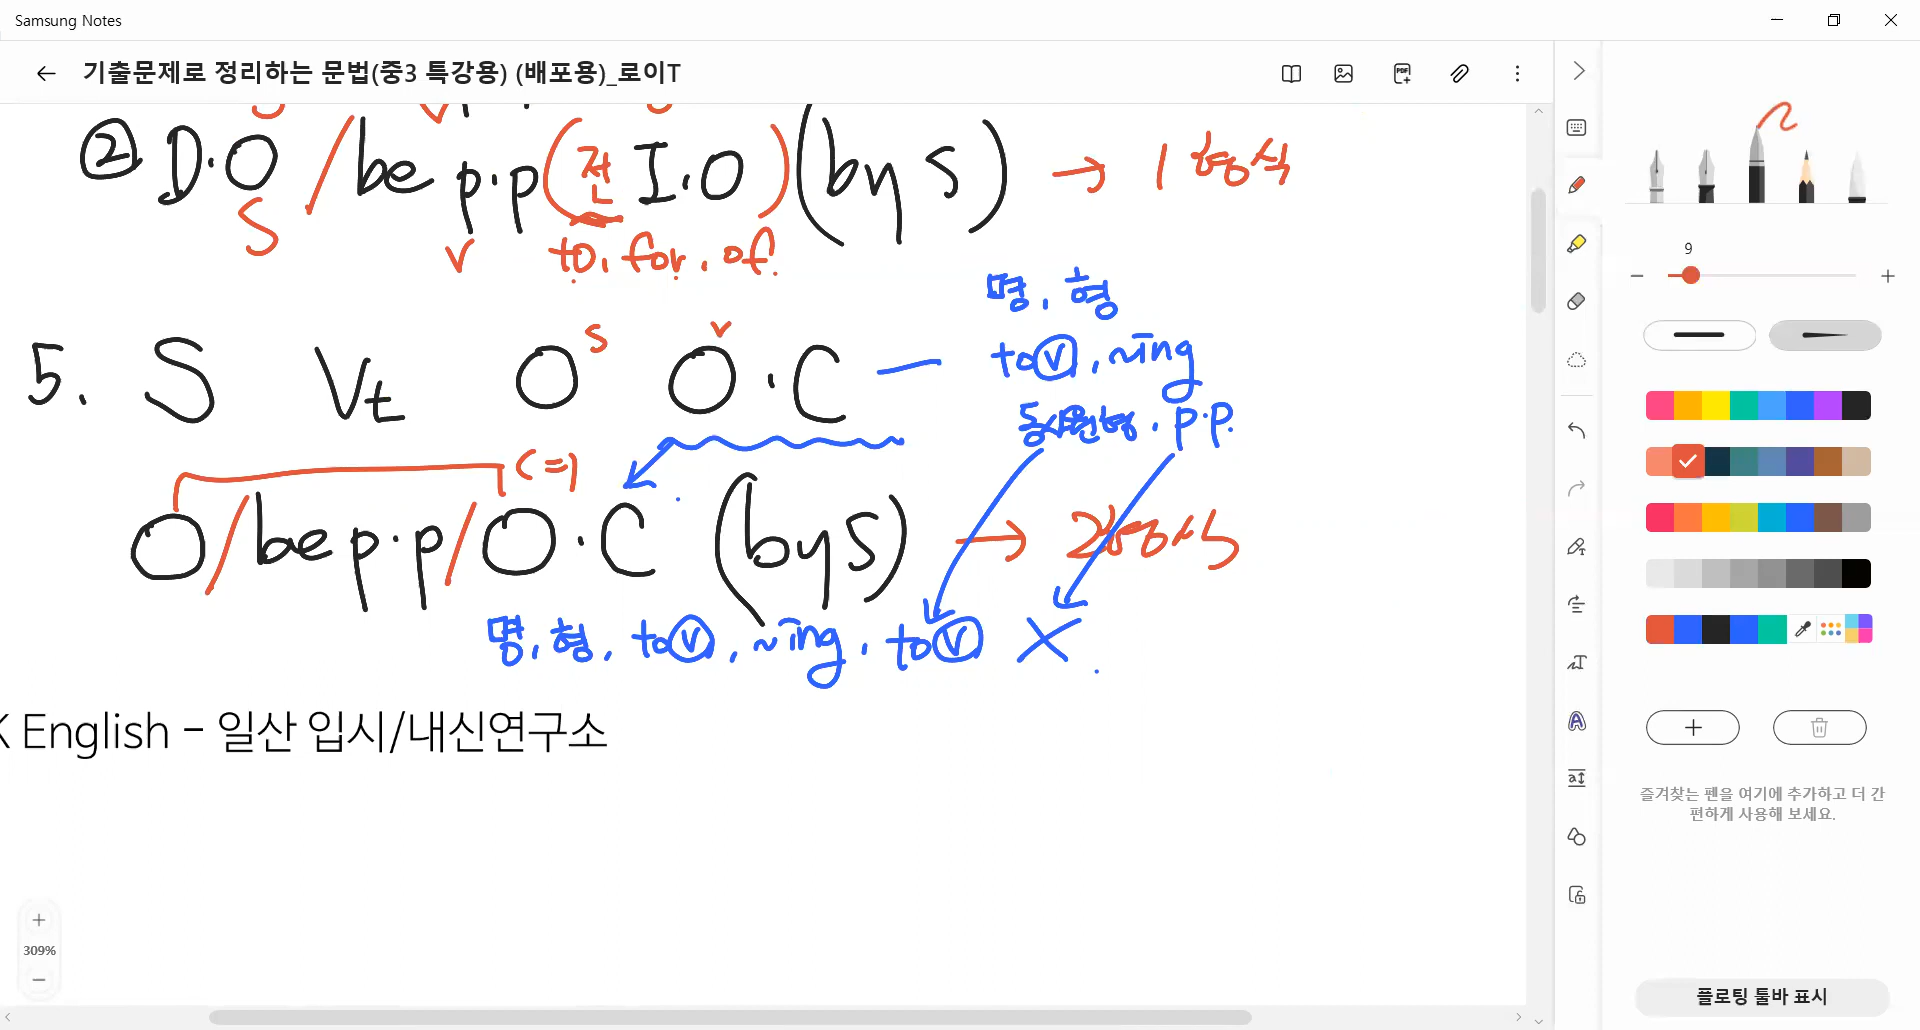 Samsung Notes
기출문제로 정리하는 문법(중3 특강용) (배포용)_로이T
② D·O / be p·p (전 I·O) (by S) → 1형식
S V to, for, of
명, 형
5. S Vt O S O·C V — to ⓥ, ~ing
동사원형, p·p.
(=)
O / be p·p / O·C (by S) → 2형식
명, 형, to ⓥ, ~ing, to ⓥ X
K English - 일산 입시/내신연구소
9
즐겨찾는 펜을 여기에 추가하고 더 간
편하게 사용해 보세요.
309%
플로팅 툴바 표시